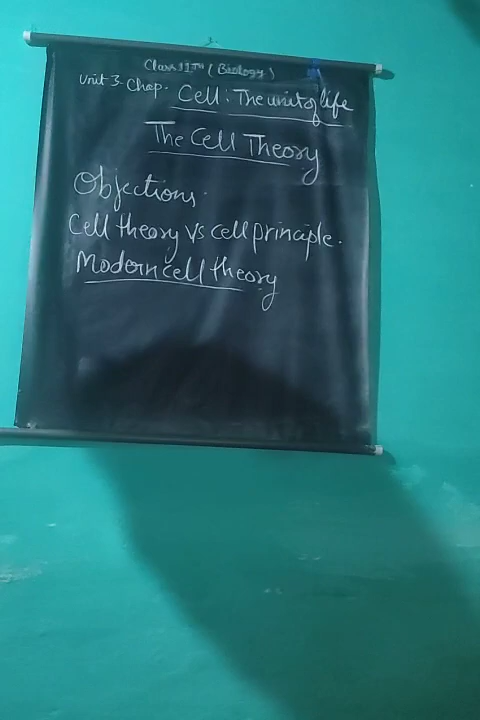 Class 11TH (Biology)
Unit 3 Chap. Cell: The unit of life
The Cell Theory
Objections.
Cell theory Vs cell principle.
Modern cell theory